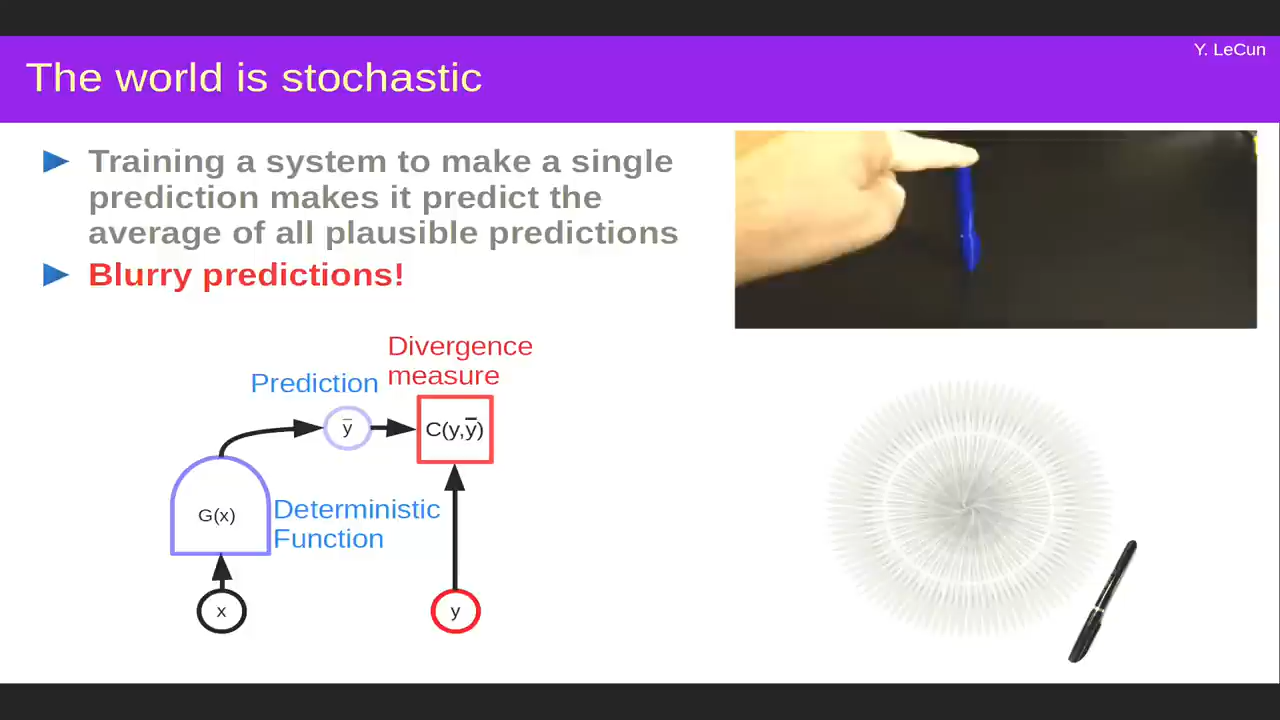 Y. LeCun
The world is stochastic
Training a system to make a single
prediction makes it predict the
average of all plausible predictions
Blurry predictions!
Divergence
measure
Prediction
y̅
C(y,y̅)
G(x)
Deterministic
Function
x
y